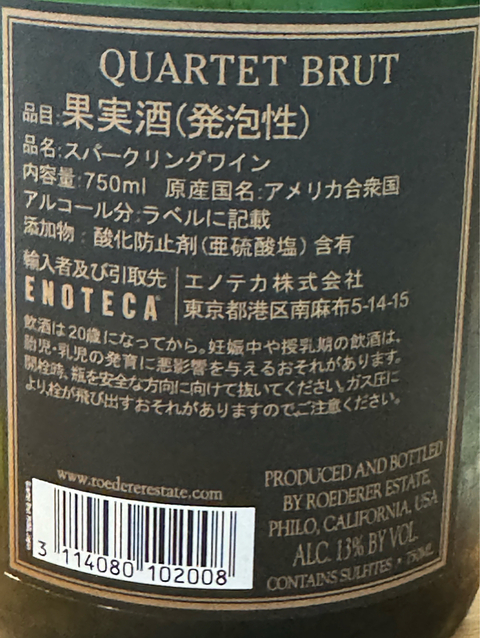 QUARTET BRUT
品目:果実酒(発泡性)
品名:スパークリングワイン
内容量:750ml 原産国名:アメリカ合衆国
アルコール分:ラベルに記載
添加物:酸化防止剤(亜硫酸塩)含有
輸入者及び引取先
ENOTECA
エノテカ株式会社
東京都港区南麻布5-14-15
飲酒は20歳になってから。妊娠中や授乳期の飲酒は、
胎児・乳児の発育に悪影響を与えるおそれがあります。
開栓時、瓶を安全な方向に向けて抜いてください。ガス圧に
より、栓が飛び出すおそれがありますのでご注意ください。
www.roedererestate.com
3 114080 102008
PRODUCED AND BOTTLED
BY ROEDERER ESTATE
PHILO, CALIFORNIA, USA
ALC. 13% BY VOL.
CONTAINS SULFITES • 750ML